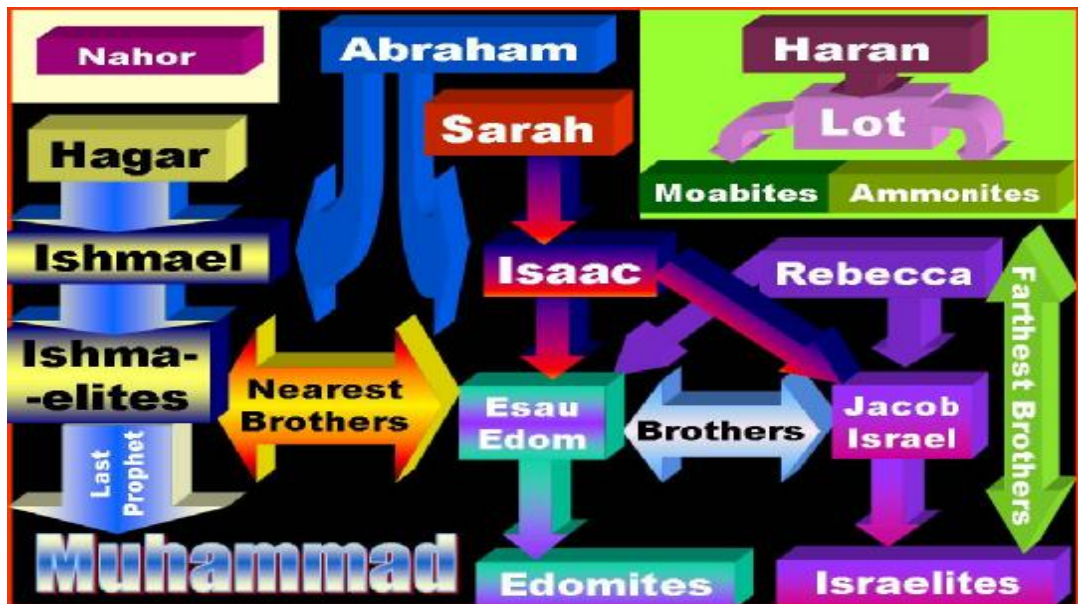 Nahor
Abraham
Haran
Sarah
Lot
Hagar
Moabites
Ammonites
Ishmael
Isaac
Rebecca
Farthest Brothers
Ishma-
-elites
Nearest
Brothers
Esau
Edom
Brothers
Jacob
Israel
Last
Prophet
Muhammad
Edomites
Israelites